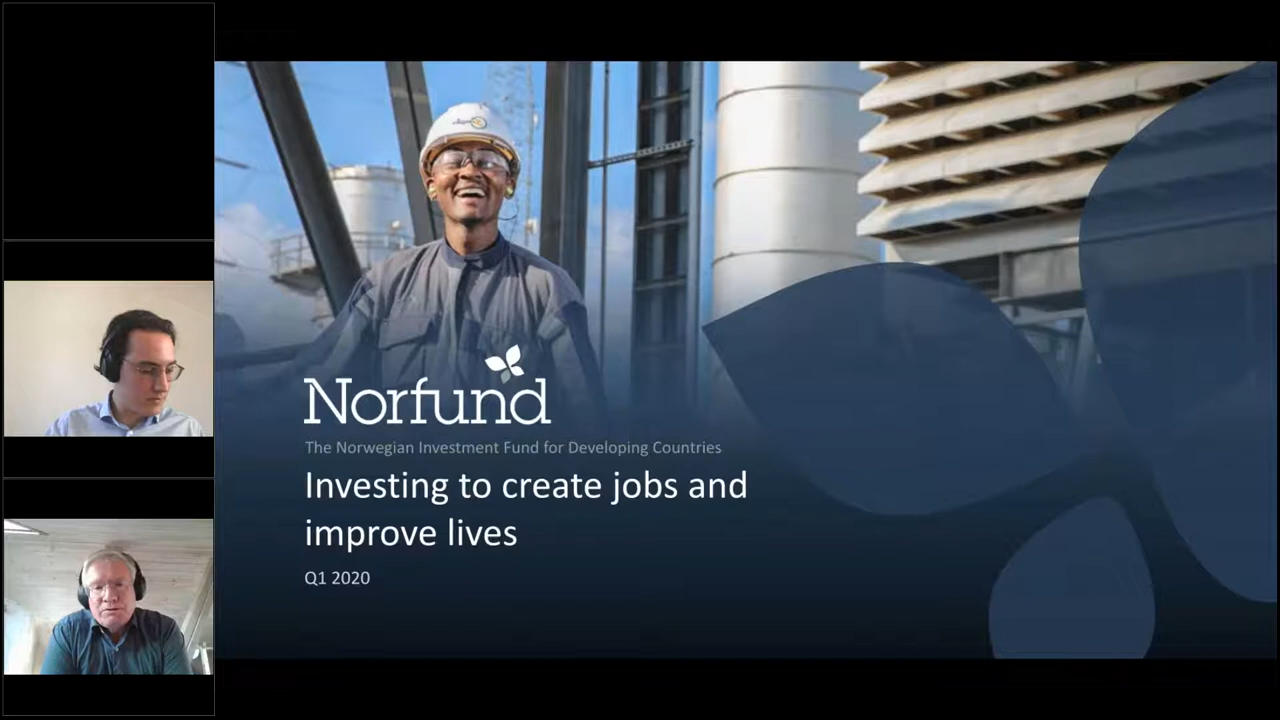 Norfund
The Norwegian Investment Fund for Developing Countries
Investing to create jobs and
improve lives
Q1 2020